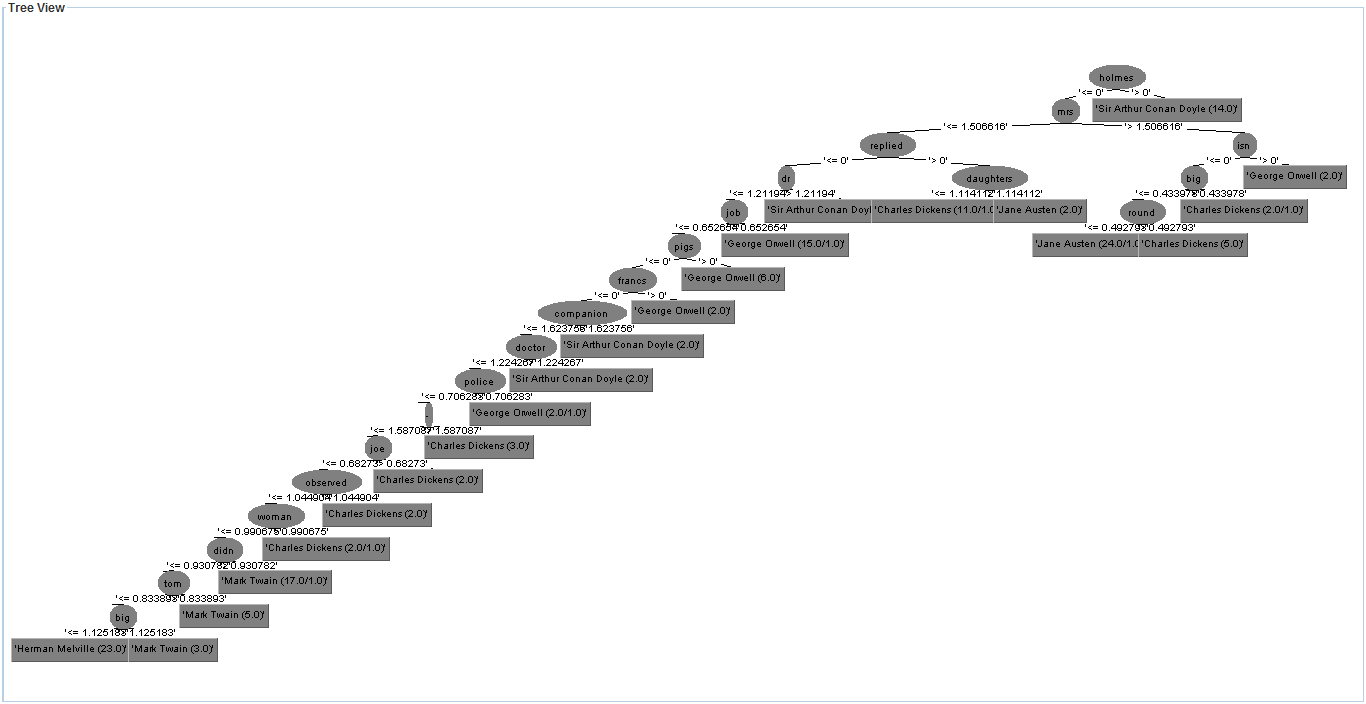 Tree View
holmes
'<= 0' '> 0'
mrs 'Sir Arthur Conan Doyle (14.0)'
'<= 1.506616' '> 1.506616'
replied isn
'<= 0' '> 0' '<= 0' '> 0'
dr daughters big 'George Orwell (2.0)'
'<= 1.21194' '> 1.21194' '<= 1.114112' 1.114112' '<= 0.433978' 0.433978'
job 'Sir Arthur Conan Doyl 'Charles Dickens (11.0/1.0 'Jane Austen (2.0)' round 'Charles Dickens (2.0/1.0)'
'<= 0.652654' 0.652654' '<= 0.492793' 0.492793'
pigs 'George Orwell (15.0/1.0)' 'Jane Austen (24.0/1.0 'Charles Dickens (5.0)'
'<= 0' '> 0'
francs 'George Orwell (6.0)'
'<= 0' '> 0'
companion 'George Orwell (2.0)'
'<= 1.623756' 1.623756'
doctor 'Sir Arthur Conan Doyle (2.0)'
'<= 1.224267' 1.224267'
police 'Sir Arthur Conan Doyle (2.0)'
'<= 0.706283' 0.706283'
'George Orwell (2.0/1.0)'
'<= 1.587087' 1.587087'
joe 'Charles Dickens (3.0)'
'<= 0.68273' '> 0.68273'
observed 'Charles Dickens (2.0)'
'<= 1.044904' 1.044904'
woman 'Charles Dickens (2.0)'
'<= 0.990675' 0.990675'
didn 'Charles Dickens (2.0/1.0)'
'<= 0.930782' 0.930782'
tom 'Mark Twain (17.0/1.0)'
'<= 0.833893' 0.833893'
big 'Mark Twain (5.0)'
'<= 1.125183' 1.125183'
'Herman Melville (23.0)' 'Mark Twain (3.0)'